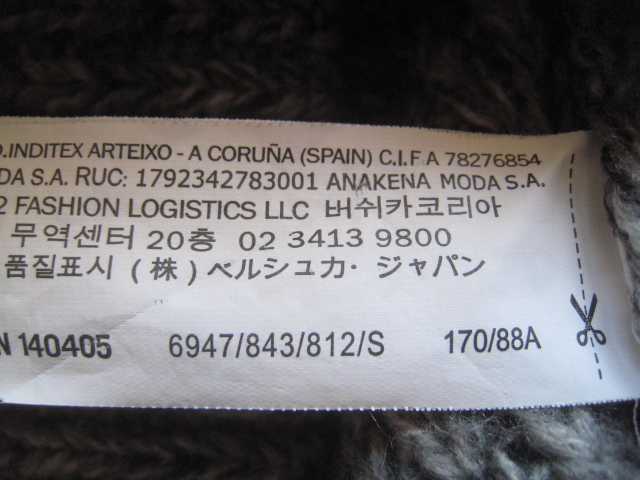 .INDITEX ARTEIXO - A CORUÑA (SPAIN) C.I.F A 78276854
DA S.A. RUC: 1792342783001 ANAKENA MODA S.A.
2 FASHION LOGISTICS LLC 버쉬카코리아
무역센터 20층 02 3413 9800
품질표시 (株) ベルシュカ・ジャパン
N 140405 6947/843/812/S 170/88A